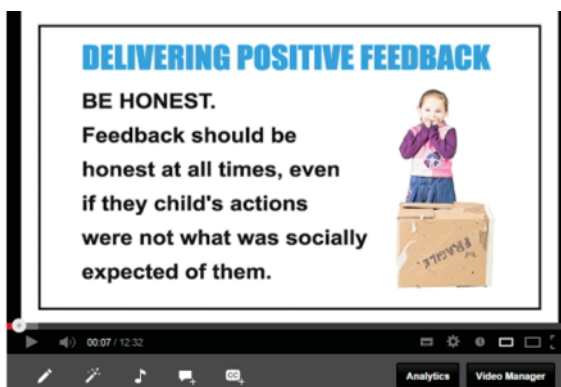 DELIVERING POSITIVE FEEDBACK
BE HONEST.
Feedback should be
honest at all times, even
if they child's actions
were not what was socially
expected of them.
FRAGILE
00:07 / 12:32
CC
Analytics
Video Manager